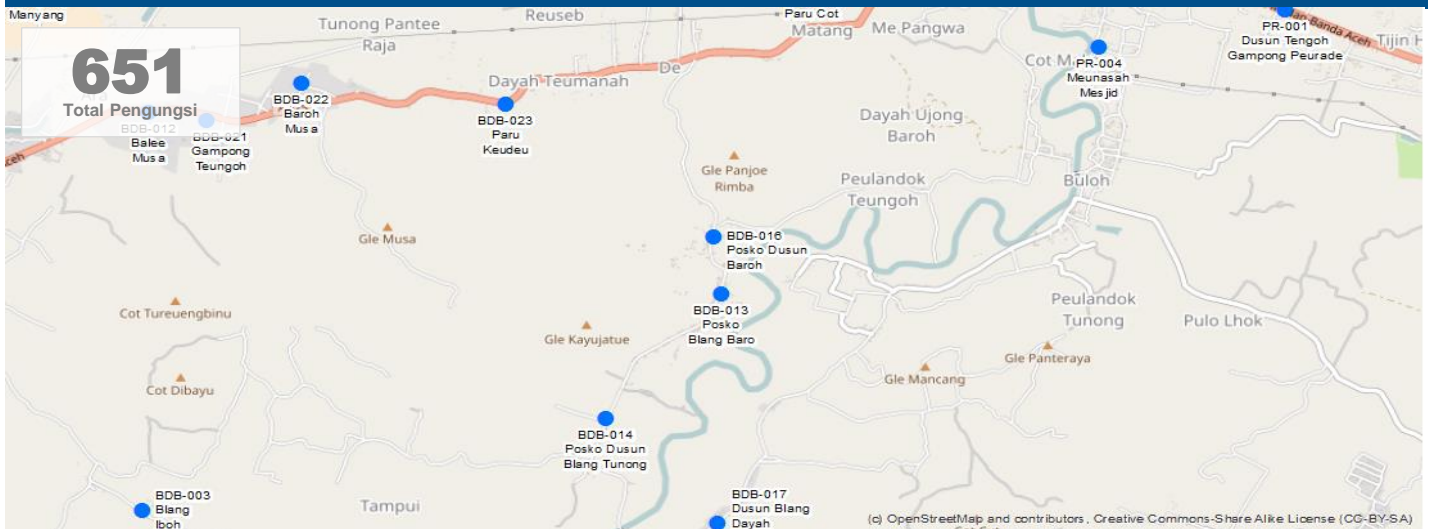 Manyang
651
Total Pengungsi
Tunong Pantee
Raja
Reuseb
Paru Cot
Matang
Me Pangwa
PR-001
Dusun Tengoh
Gampong Peurade
Banda Aceh
Tijin H
Cot M
PR-004
Meunasah
Mesjid
BDB-022
Baroh
Musa
Dayah Teumanah
De
BDB-023
Paru
Keudeu
BDB-012
Balee
Musa
BDB-021
Gampong
Teungoh
Dayah Ujong
Baroh
Gle Panjoe
Rimba
Peulandok
Teungoh
Buloh
Gle Musa
BDB-016
Posko Dusun
Baroh
Cot Tureuengbinu
BDB-013
Posko
Blang Baro
Peulandok
Tunong
Pulo Lhok
Gle Kayujatue
Gle Panteraya
Gle Mancang
Cot Dibayu
BDB-014
Posko Dusun
Blang Tunong
BDB-003
Blang
Iboh
Tampui
BDB-017
Dusun Blang
Dayah
(c) OpenStreetMap and contributors, Creative Commons-Share Alike License (CC-BY-SA)